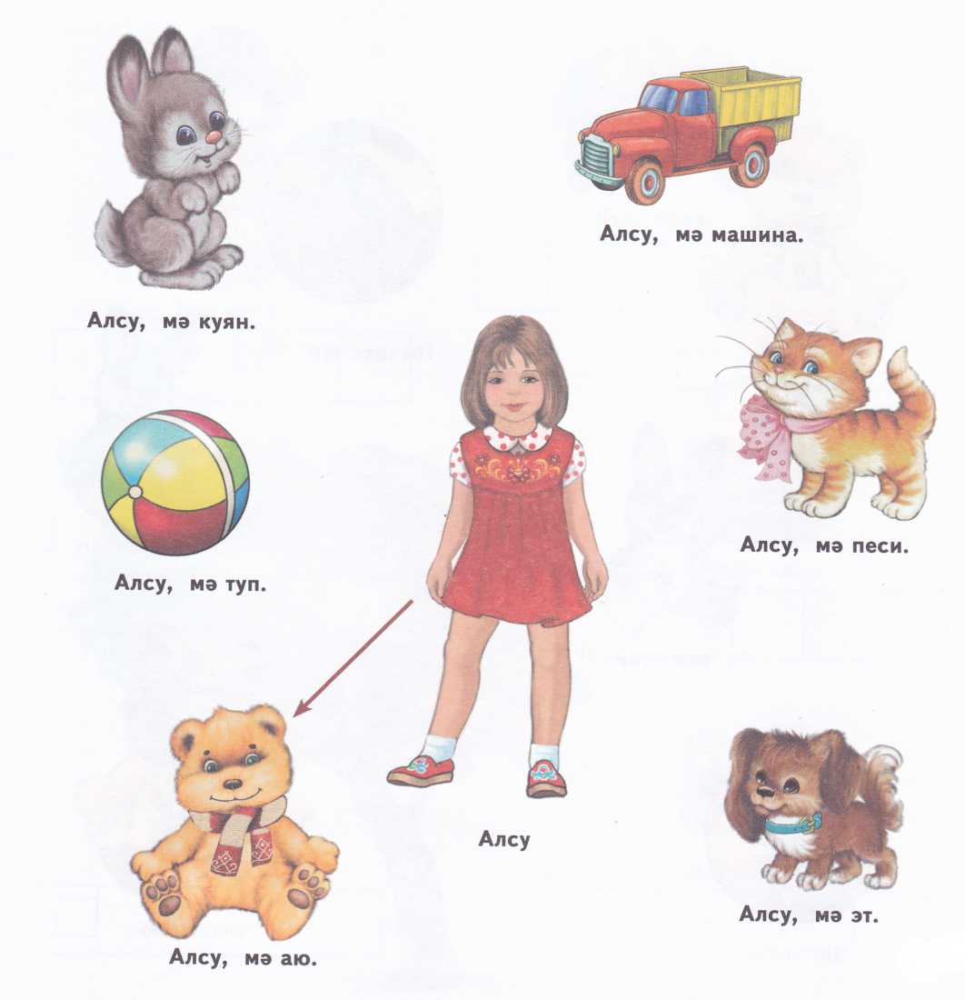 Алсу, мә куян.
Алсу, мә машина.
Алсу, мә туп.
Алсу, мә песи.
Алсу, мә аю.
Алсу
Алсу, мә эт.